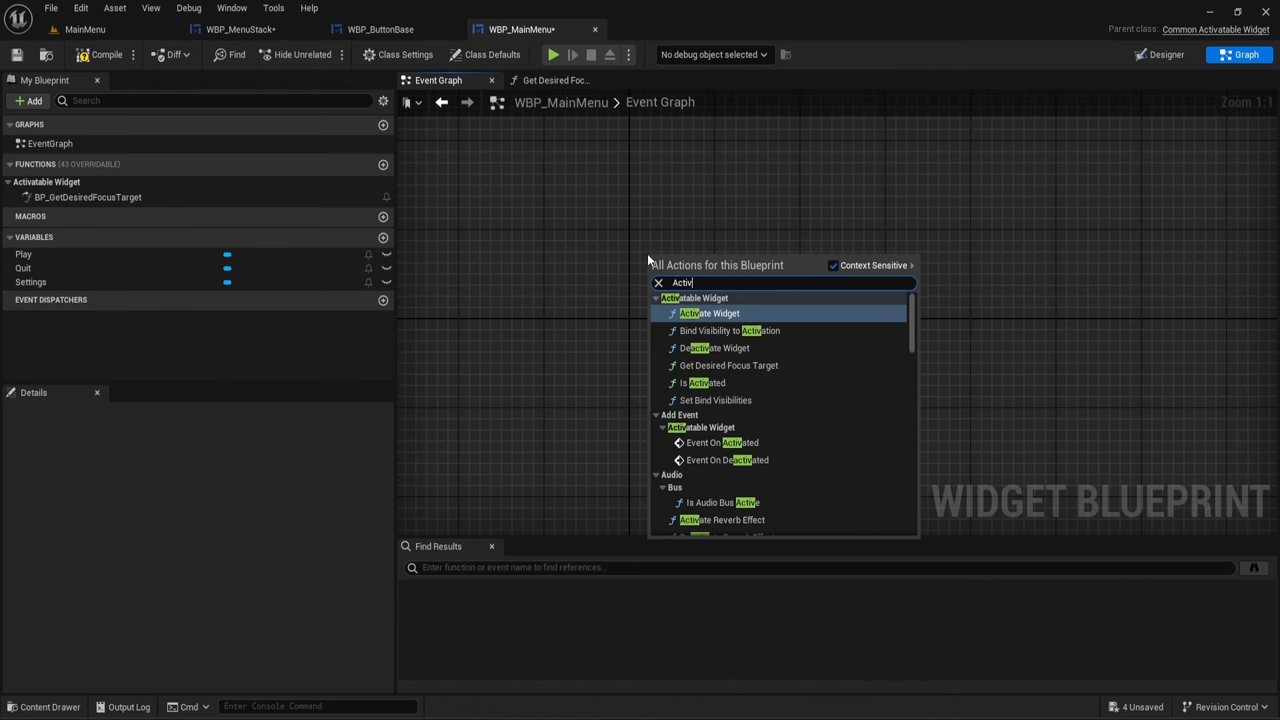 File Edit Asset View Debug Window Tools Help
MainMenu WBP_MenuStack• WBP_ButtonBase WBP_MainMenu•
Parent class: Common Activatable Widget
Compile Diff Find Hide Unrelated Class Settings Class Defaults No debug object selected Designer Graph
My Blueprint Event Graph Get Desired Foc...
Add Search WBP_MainMenu > Event Graph Zoom 1:1
GRAPHS
EventGraph
FUNCTIONS (43 OVERRIDABLE)
Activatable Widget
BP_GetDesiredFocusTarget
MACROS
VARIABLES
Play
Quit
Settings
EVENT DISPATCHERS
Details
All Actions for this Blueprint Context Sensitive
Activ
Activatable Widget
Activate Widget
Bind Visibility to Activation
Deactivate Widget
Get Desired Focus Target
Is Activated
Set Bind Visibilities
Add Event
Activatable Widget
Event On Activated
Event On Deactivated
Audio
Bus
Is Audio Bus Active
Activate Reverb Effect
WIDGET BLUEPRINT
Find Results
Enter function or event name to find references...
Content Drawer Output Log Cmd Enter Console Command 4 Unsaved Revision Control